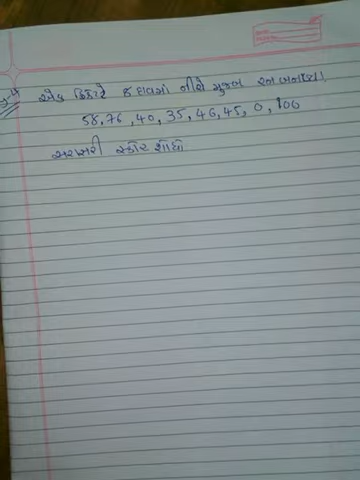 એક ક્રિકેટરે 8 દાવમાં નીચે મુજબ રન બનાવ્યા
58, 76, 40, 35, 46, 45, 0, 100
સરાસરી સ્કોર શોધો